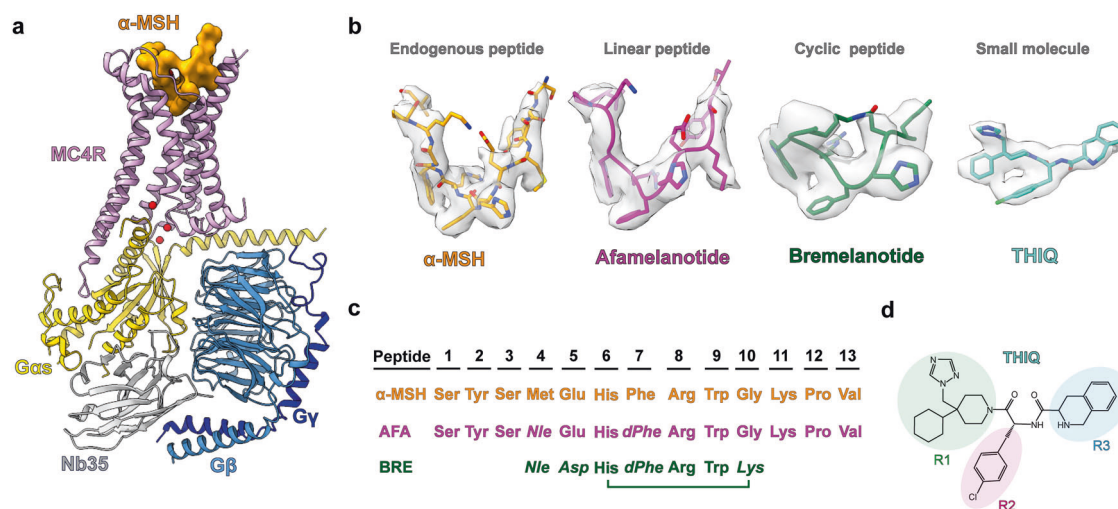 a
α-MSH
MC4R
Gαs
Nb35
Gγ
Gβ
b
Endogenous peptide Linear peptide Cyclic peptide Small molecule
α-MSH Afamelanotide Bremelanotide THIQ
c
Peptide 1 2 3 4 5 6 7 8 9 10 11 12 13
α-MSH Ser Tyr Ser Met Glu His Phe Arg Trp Gly Lys Pro Val
AFA Ser Tyr Ser Nle Glu His dPhe Arg Trp Gly Lys Pro Val
BRE Nle Asp His dPhe Arg Trp Lys
d
THIQ
N
N
N
N
O
O
NH
HN
Cl
R1
R2
R3